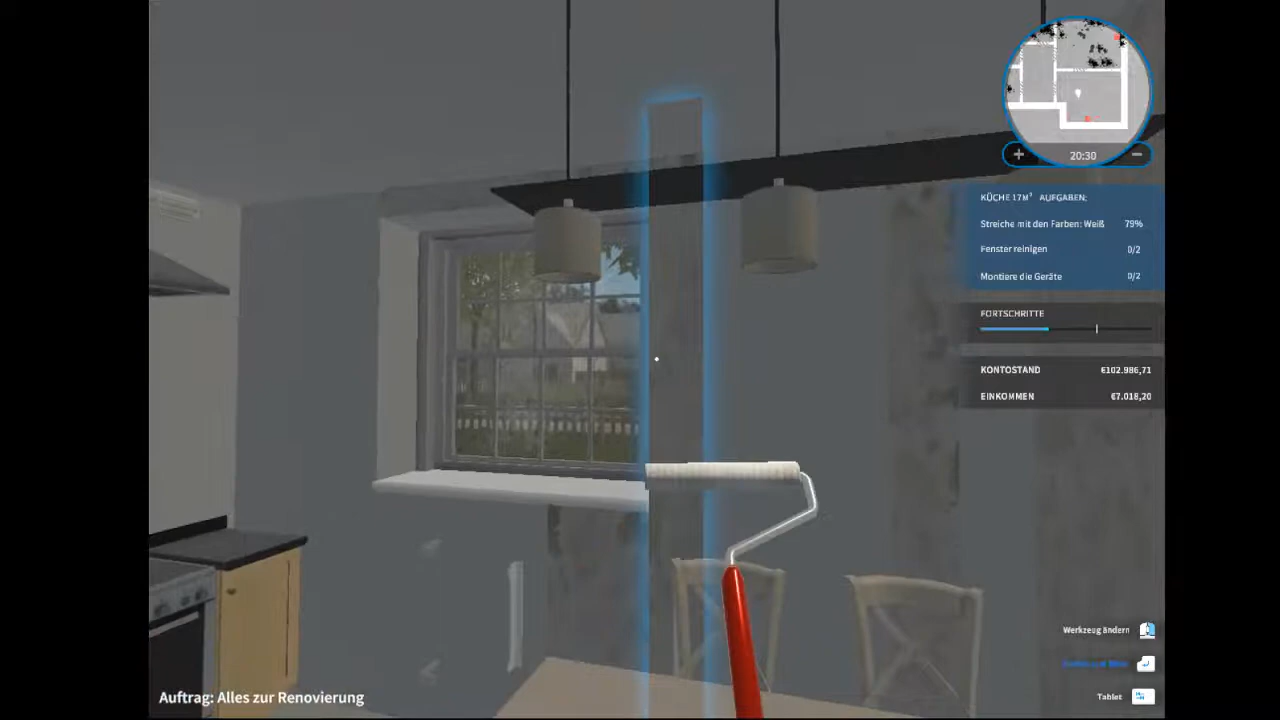 20:30
KÜCHE 17M² AUFGABEN:
Streiche mit den Farben: Weiß 79%
Fenster reinigen 0/2
Montiere die Geräte 0/2
FORTSCHRITTE
KONTOSTAND €102.986,71
EINKOMMEN €7.018,20
Werkzeug ändern
Tablet
Auftrag: Alles zur Renovierung